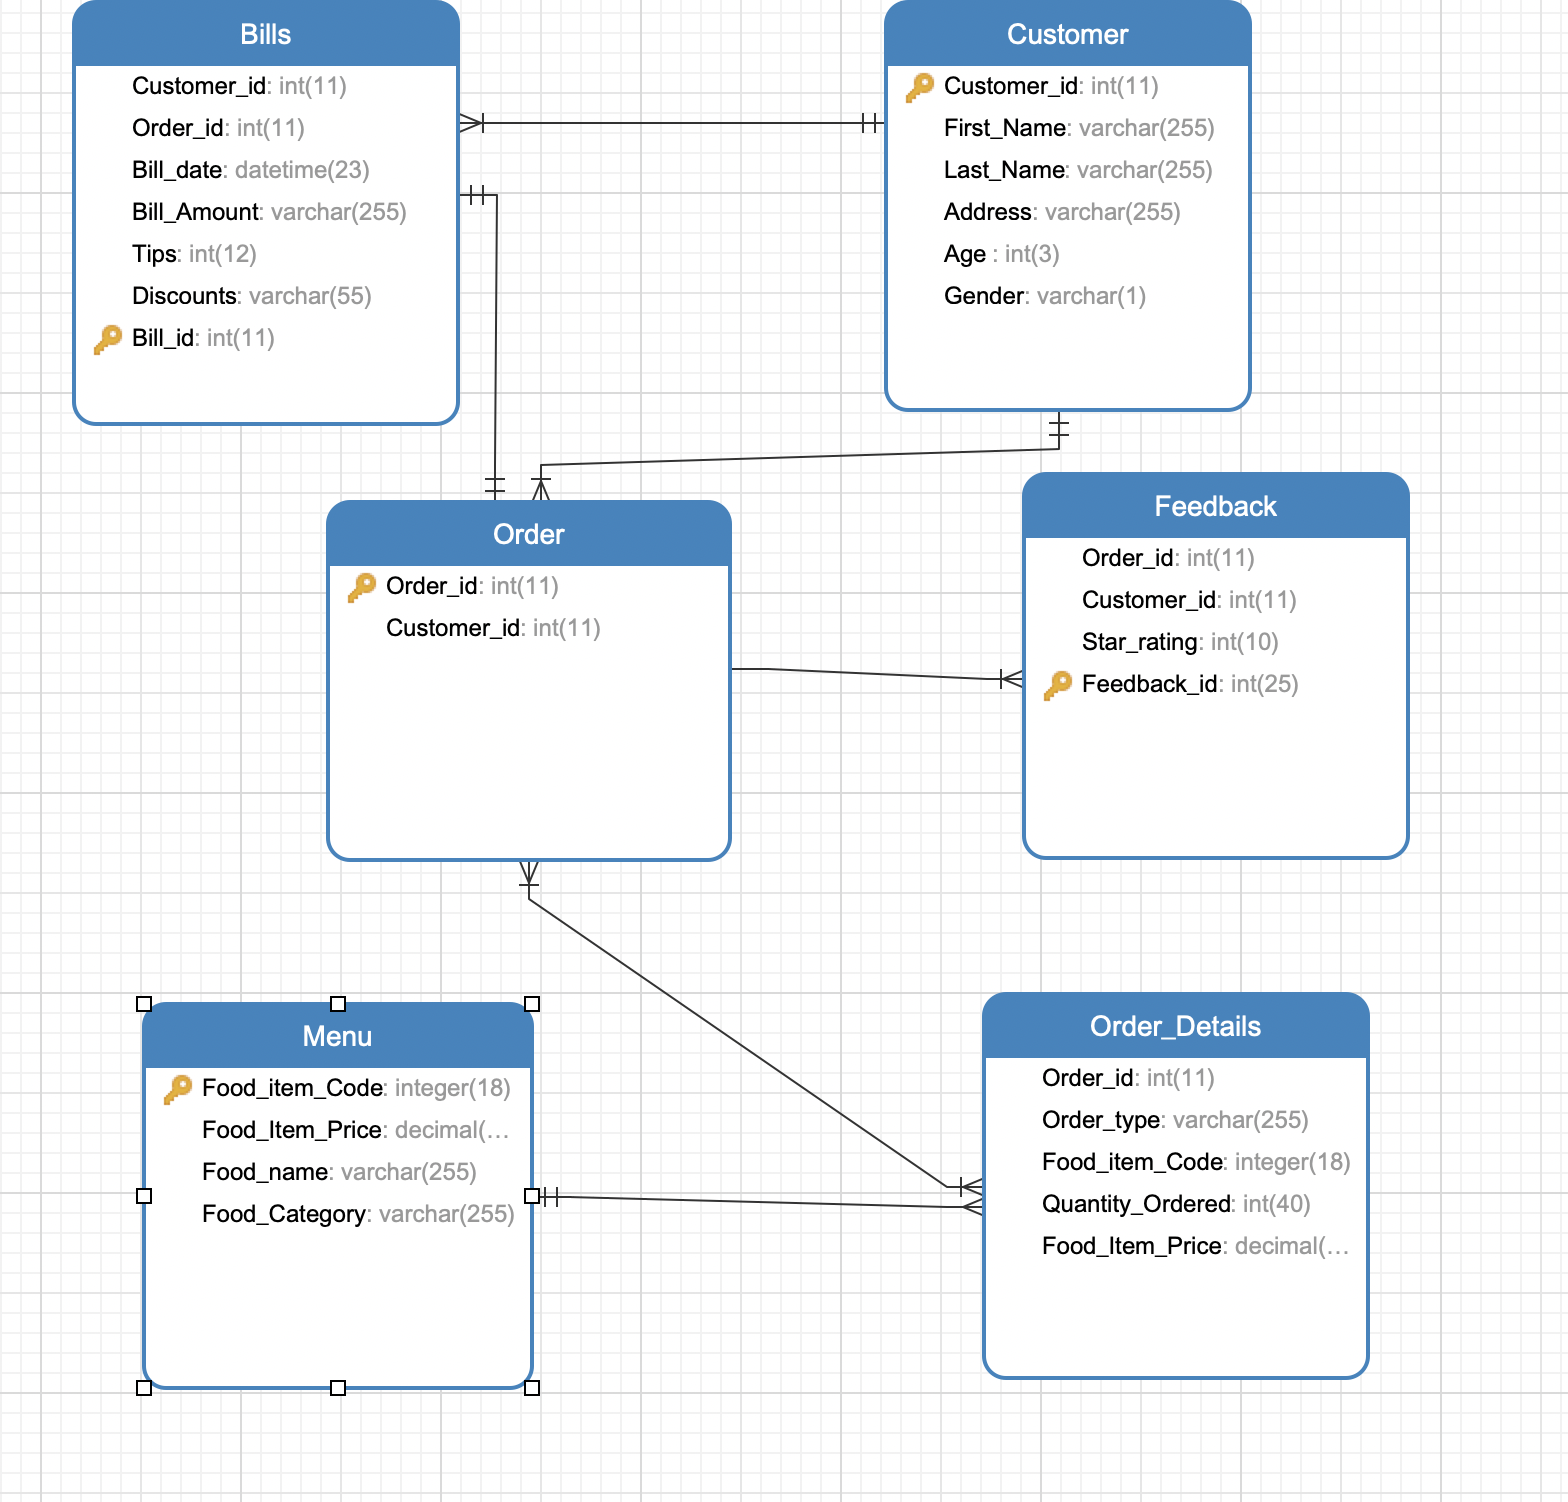 Bills
Customer_id: int(11)
Order_id: int(11)
Bill_date: datetime(23)
Bill_Amount: varchar(255)
Tips: int(12)
Discounts: varchar(55)
Bill_id: int(11)
Customer
Customer_id: int(11)
First_Name: varchar(255)
Last_Name: varchar(255)
Address: varchar(255)
Age : int(3)
Gender: varchar(1)
Order
Order_id: int(11)
Customer_id: int(11)
Feedback
Order_id: int(11)
Customer_id: int(11)
Star_rating: int(10)
Feedback_id: int(25)
Menu
Food_item_Code: integer(18)
Food_Item_Price: decimal(...
Food_name: varchar(255)
Food_Category: varchar(255)
Order_Details
Order_id: int(11)
Order_type: varchar(255)
Food_item_Code: integer(18)
Quantity_Ordered: int(40)
Food_Item_Price: decimal(...